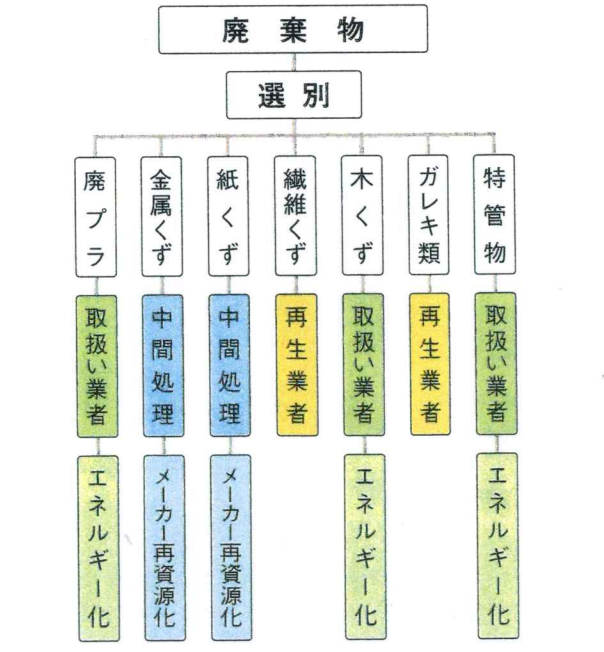 廃棄物
選別
廃プラ
金属くず
紙くず
繊維くず
木くず
ガレキ類
特管物
取扱い業者
中間処理
中間処理
再生業者
取扱い業者
再生業者
取扱い業者
エネルギー化
メーカー再資源化
メーカー再資源化
エネルギー化
エネルギー化